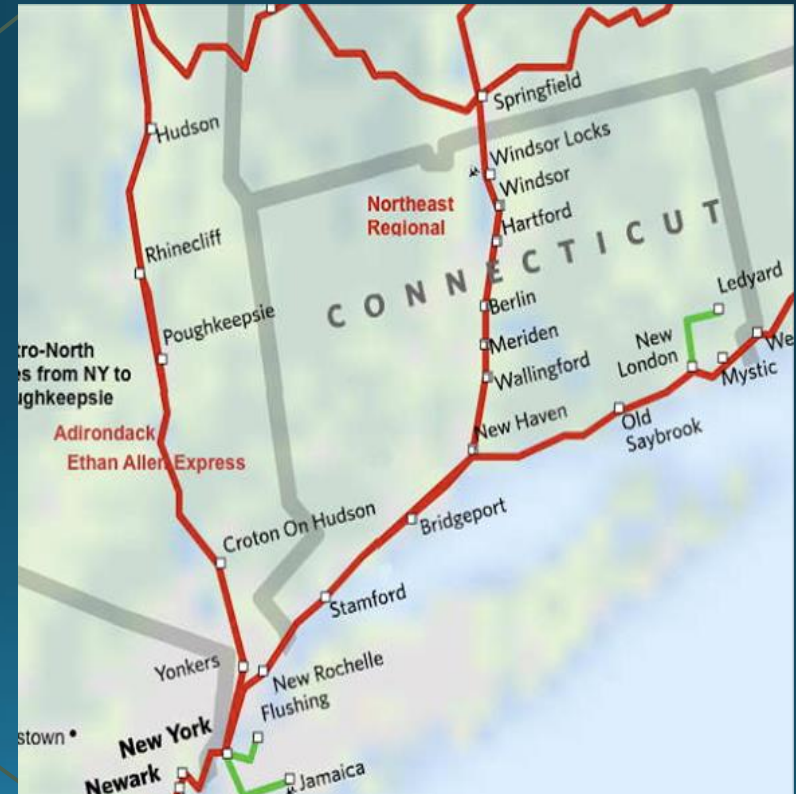 Springfield
Hudson
Windsor Locks
Windsor
Northeast
Regional
Hartford
CONNECTICUT
Rhinecliff
Ledyard
Berlin
Poughkeepsie
New
London
Meriden
We
Mystic
tro-North
es from NY to
ughkeepsie
Wallingford
New Haven
Old
Saybrook
Adirondack
Ethan Allen Express
Croton On Hudson
Bridgeport
Stamford
Yonkers
New Rochelle
Flushing
stown
New York
Newark
Jamaica